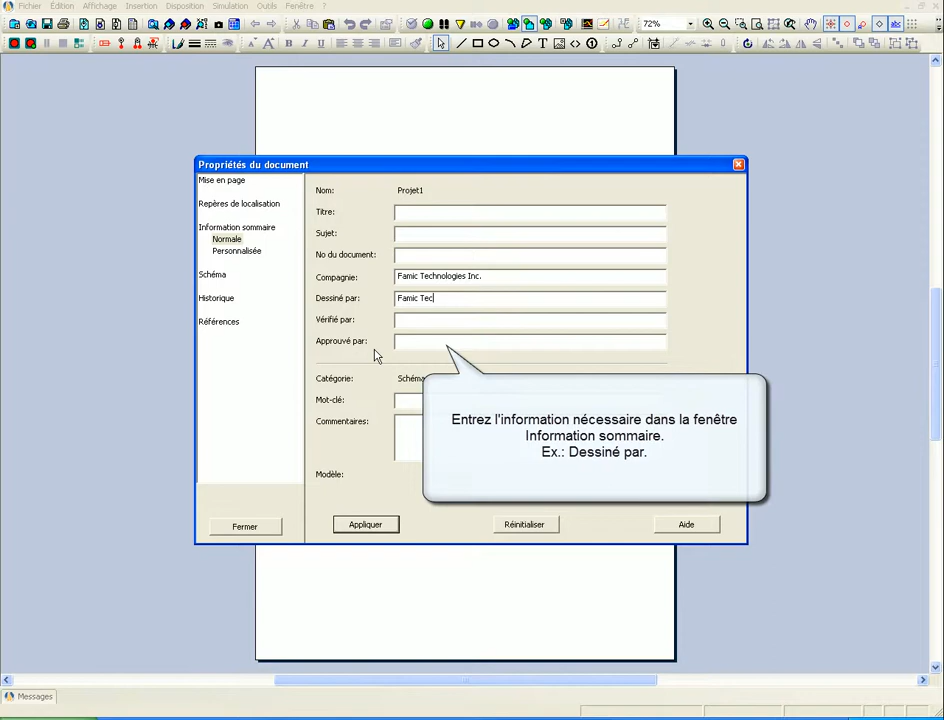 Fichier Édition Affichage Insertion Disposition Simulation Outils Fenêtre ?
72%
A A B I U
T
Propriétés du document
Mise en page
Repères de localisation
Information sommaire
Normale
Personnalisée
Schéma
Historique
Références
Fermer
Nom: Projet1
Titre:
Sujet:
No du document:
Compagnie: Famic Technologies Inc.
Dessiné par: Famic Tec
Vérifié par:
Approuvé par:
Catégorie: Schéma
Mot-clé:
Commentaires:
Modèle:
Entrez l'information nécessaire dans la fenêtre
Information sommaire.
Ex.: Dessiné par.
Appliquer Réinitialiser Aide
Messages